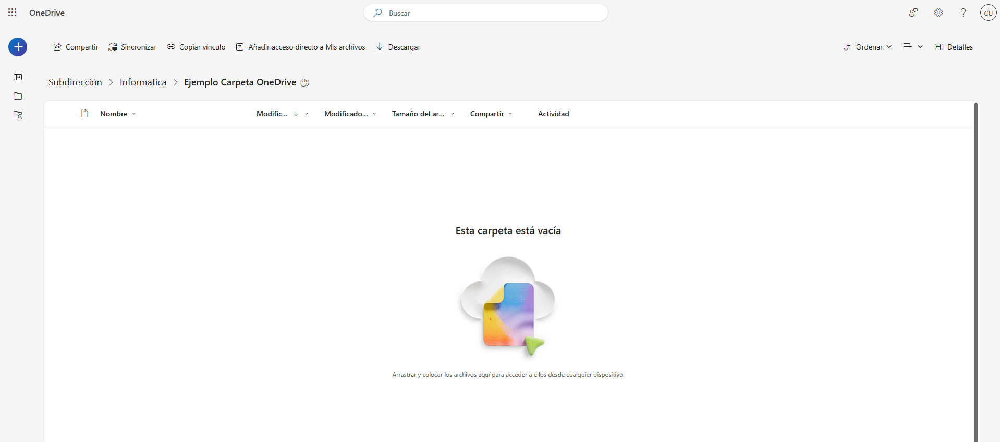 OneDrive
Buscar
CU
Compartir
Sincronizar
Copiar vínculo
Añadir acceso directo a Mis archivos
Descargar
Ordenar
Detalles
Subdirección > Informatica > Ejemplo Carpeta OneDrive
Nombre
Modific...
Modificado...
Tamaño del ar...
Compartir
Actividad
Esta carpeta está vacía
Arrastrar y colocar los archivos aquí para acceder a ellos desde cualquier dispositivo.